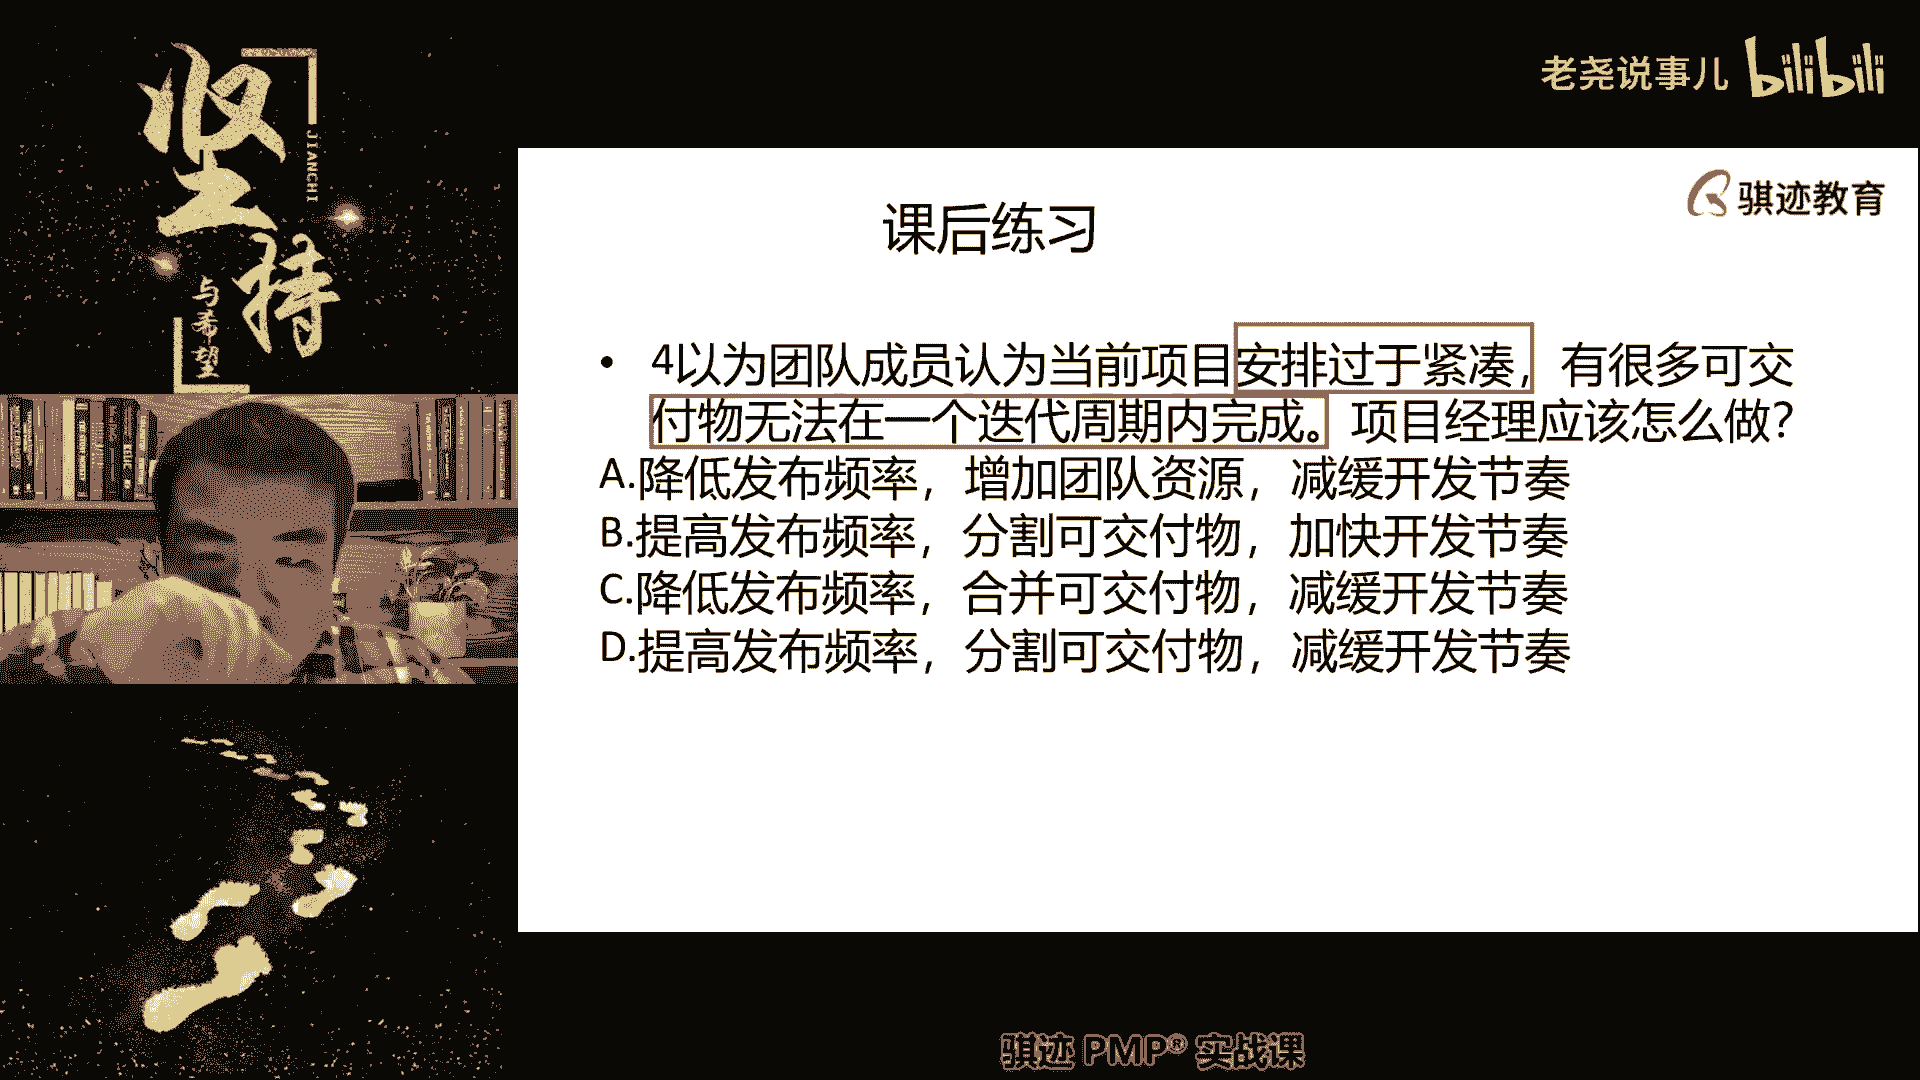 坚持
JIANCHI
与希望
老尧说事儿 bilibili
骐迹教育
课后练习
• 4以为团队成员认为当前项目安排过于紧凑，有很多可交
付物无法在一个迭代周期内完成。项目经理应该怎么做?
A.降低发布频率，增加团队资源，减缓开发节奏
B.提高发布频率，分割可交付物，加快开发节奏
C.降低发布频率，合并可交付物，减缓开发节奏
D.提高发布频率，分割可交付物，减缓开发节奏
骐迹 PMP® 实战课